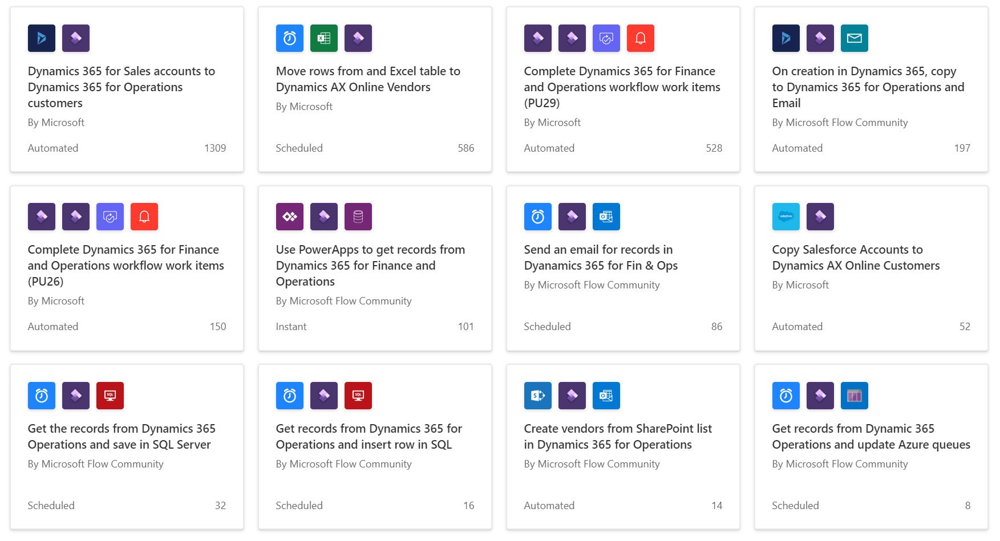 Dynamics 365 for Sales accounts to
Dynamics 365 for Operations
customers
By Microsoft
Automated 1309
Move rows from and Excel table to
Dynamics AX Online Vendors
By Microsoft
Scheduled 586
Complete Dynamics 365 for Finance
and Operations workflow work items
(PU29)
By Microsoft
Automated 528
On creation in Dynamics 365, copy
to Dynamics 365 for Operations and
Email
By Microsoft Flow Community
Automated 197
Complete Dynamics 365 for Finance
and Operations workflow work items
(PU26)
By Microsoft
Automated 150
Use PowerApps to get records from
Dynamics 365 for Finance and
Operations
By Microsoft Flow Community
Instant 101
Send an email for records in
Dyanamics 365 for Fin & Ops
By Microsoft Flow Community
Scheduled 86
salesforce
Copy Salesforce Accounts to
Dynamics AX Online Customers
By Microsoft
Automated 52
SQL
Get the records from Dynamics 365
Operations and save in SQL Server
By Microsoft Flow Community
Scheduled 32
SQL
Get records from Dynamics 365 for
Operations and insert row in SQL
By Microsoft Flow Community
Scheduled 16
S
Create vendors from SharePoint list
in Dynamics 365 for Operations
By Microsoft Flow Community
Automated 14
Get records from Dynamic 365
Operations and update Azure queues
By Microsoft Flow Community
Scheduled 8